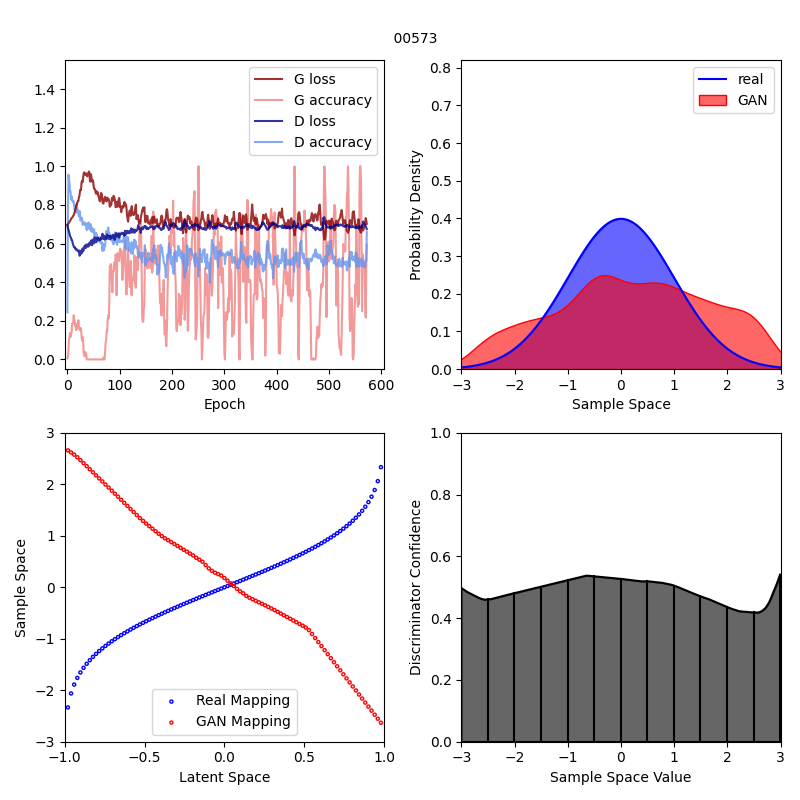 00573
1.4
1.2
1.0
0.8
0.6
0.4
0.2
0.0
0 100 200 300 400 500 600
Epoch
G loss
G accuracy
D loss
D accuracy
0.8
0.7
0.6
0.5
0.4
0.3
0.2
0.1
0.0
Probability Density
−3 −2 −1 0 1 2 3
Sample Space
real
GAN
3
2
1
0
−1
−2
−3
Sample Space
−1.0 −0.5 0.0 0.5 1.0
Latent Space
Real Mapping
GAN Mapping
1.0
0.8
0.6
0.4
0.2
0.0
Discriminator Confidence
−3 −2 −1 0 1 2 3
Sample Space Value